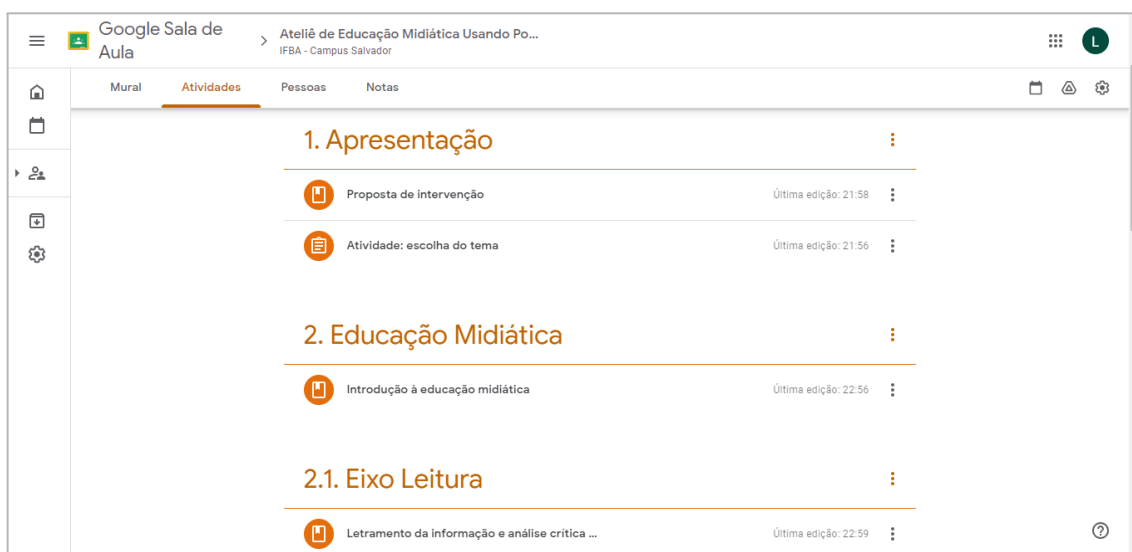 Google Sala de
Aula
Ateliê de Educação Midiática Usando Po...
IFBA - Campus Salvador
L
Mural Atividades Pessoas Notas
1. Apresentação
Proposta de intervenção Última edição: 21:58
Atividade: escolha do tema Última edição: 21:56
2. Educação Midiática
Introdução à educação midiática Última edição: 22:56
2.1. Eixo Leitura
Letramento da informação e análise crítica ... Última edição: 22:59